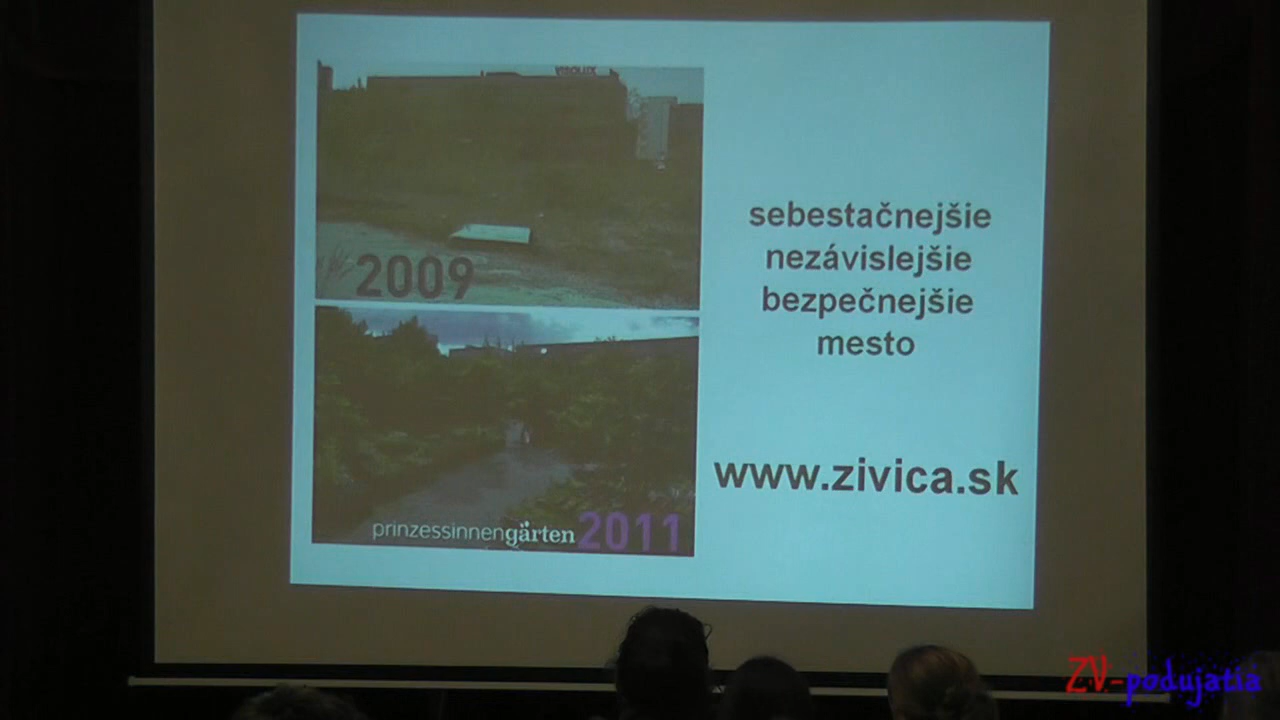 2009
prinzessinnengärten 2011
sebestačnejšie
nezávislejšie
bezpečnejšie
mesto
www.zivica.sk
ZV-podujatia